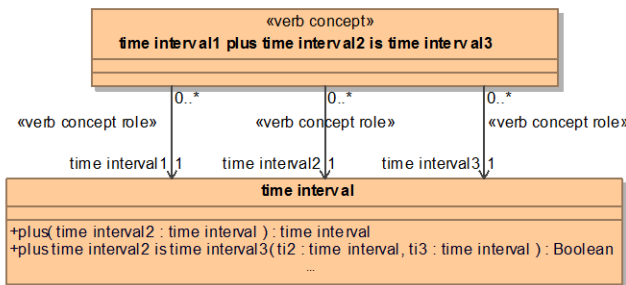 «verb concept»
time interval1 plus time interval2 is time interval3
0..* 0..* 0..*
«verb concept role» «verb concept role» «verb concept role»
time interval1 1 time interval2 1 time interval3 1
time interval
+plus( time interval2 : time interval ) : time interval
+plus time interval2 is time interval3( ti2 : time interval, ti3 : time interval ) : Boolean
...